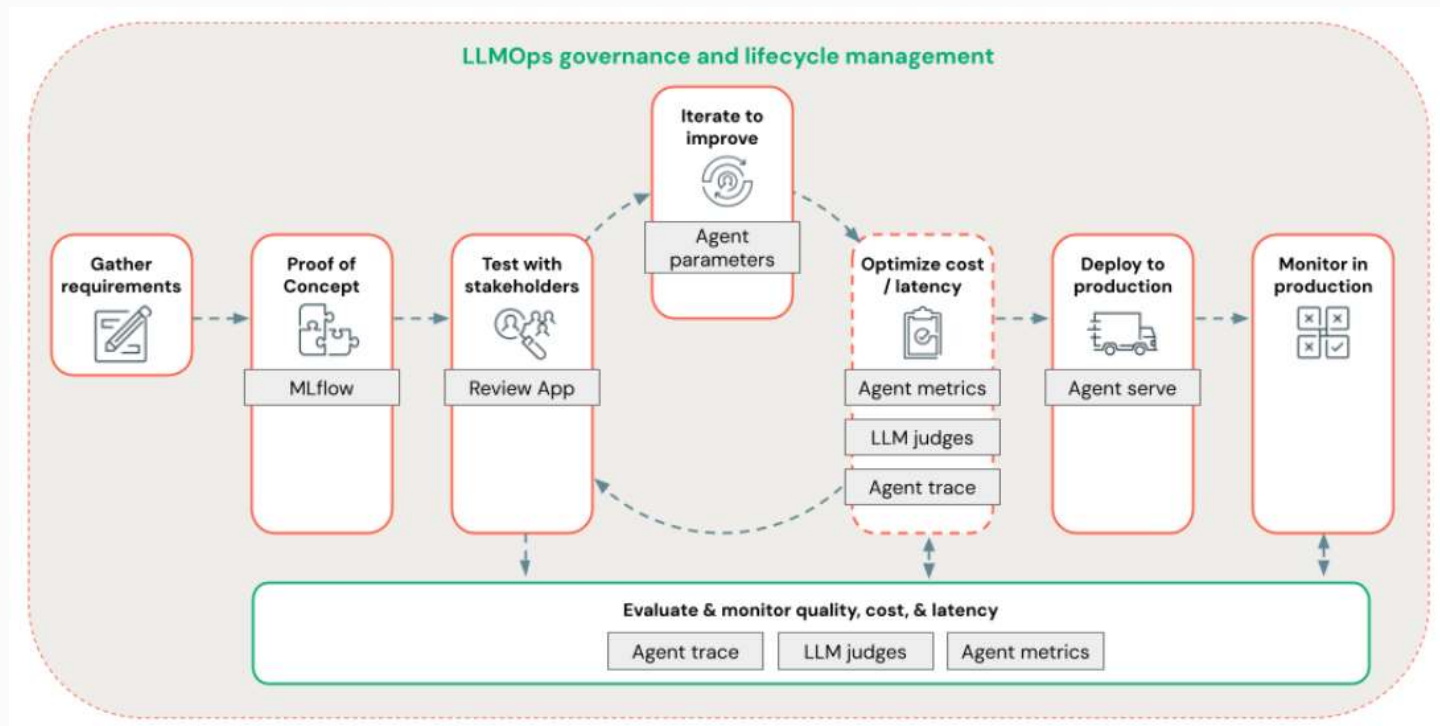 LLMOps governance and lifecycle management
Gather
requirements
Proof of
Concept
MLflow
Test with
stakeholders
Review App
Iterate to
improve
Agent
parameters
Optimize cost
/ latency
Agent metrics
LLM judges
Agent trace
Deploy to
production
Agent serve
Monitor in
production
Evaluate & monitor quality, cost, & latency
Agent trace
LLM judges
Agent metrics